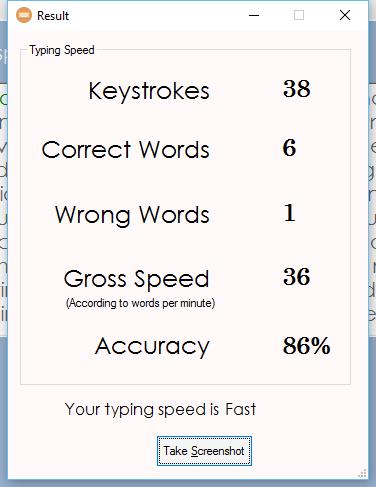 Result
Typing Speed
Keystrokes 38
Correct Words 6
Wrong Words 1
Gross Speed 36
(According to words per minute)
Accuracy 86%
Your typing speed is Fast
Take Screenshot